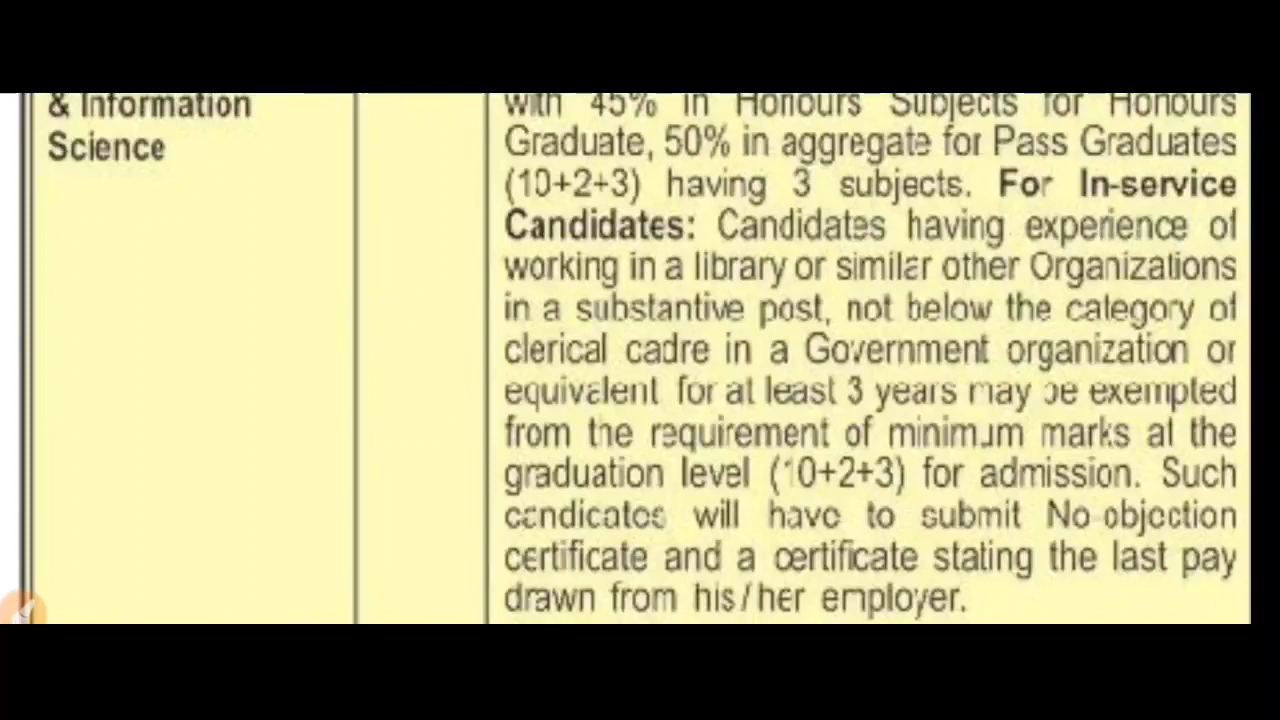 & Information
Science
with 45% in Honours Subjects for Honours
Graduate, 50% in aggregate for Pass Graduates
(10+2+3) having 3 subjects. For In-service
Candidates: Candidates having experience of
working in a library or similar other Organizations
in a substantive post, not below the category of
clerical cadre in a Government organization or
equivalent for at least 3 years may be exempted
from the requirement of minimum marks at the
graduation level (10+2+3) for admission. Such
candidates will have to submit No-objection
certificate and a certificate stating the last pay
drawn from his/her employer.